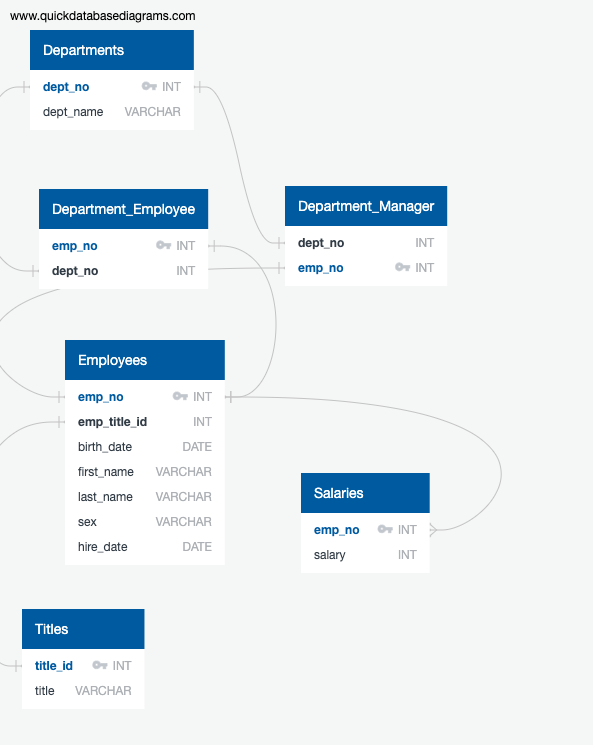 www.quickdatabasediagrams.com
Departments
dept_no INT
dept_name VARCHAR
Department_Employee
emp_no INT
dept_no INT
Department_Manager
dept_no INT
emp_no INT
Employees
emp_no INT
emp_title_id INT
birth_date DATE
first_name VARCHAR
last_name VARCHAR
sex VARCHAR
hire_date DATE
Salaries
emp_no INT
salary INT
Titles
title_id INT
title VARCHAR